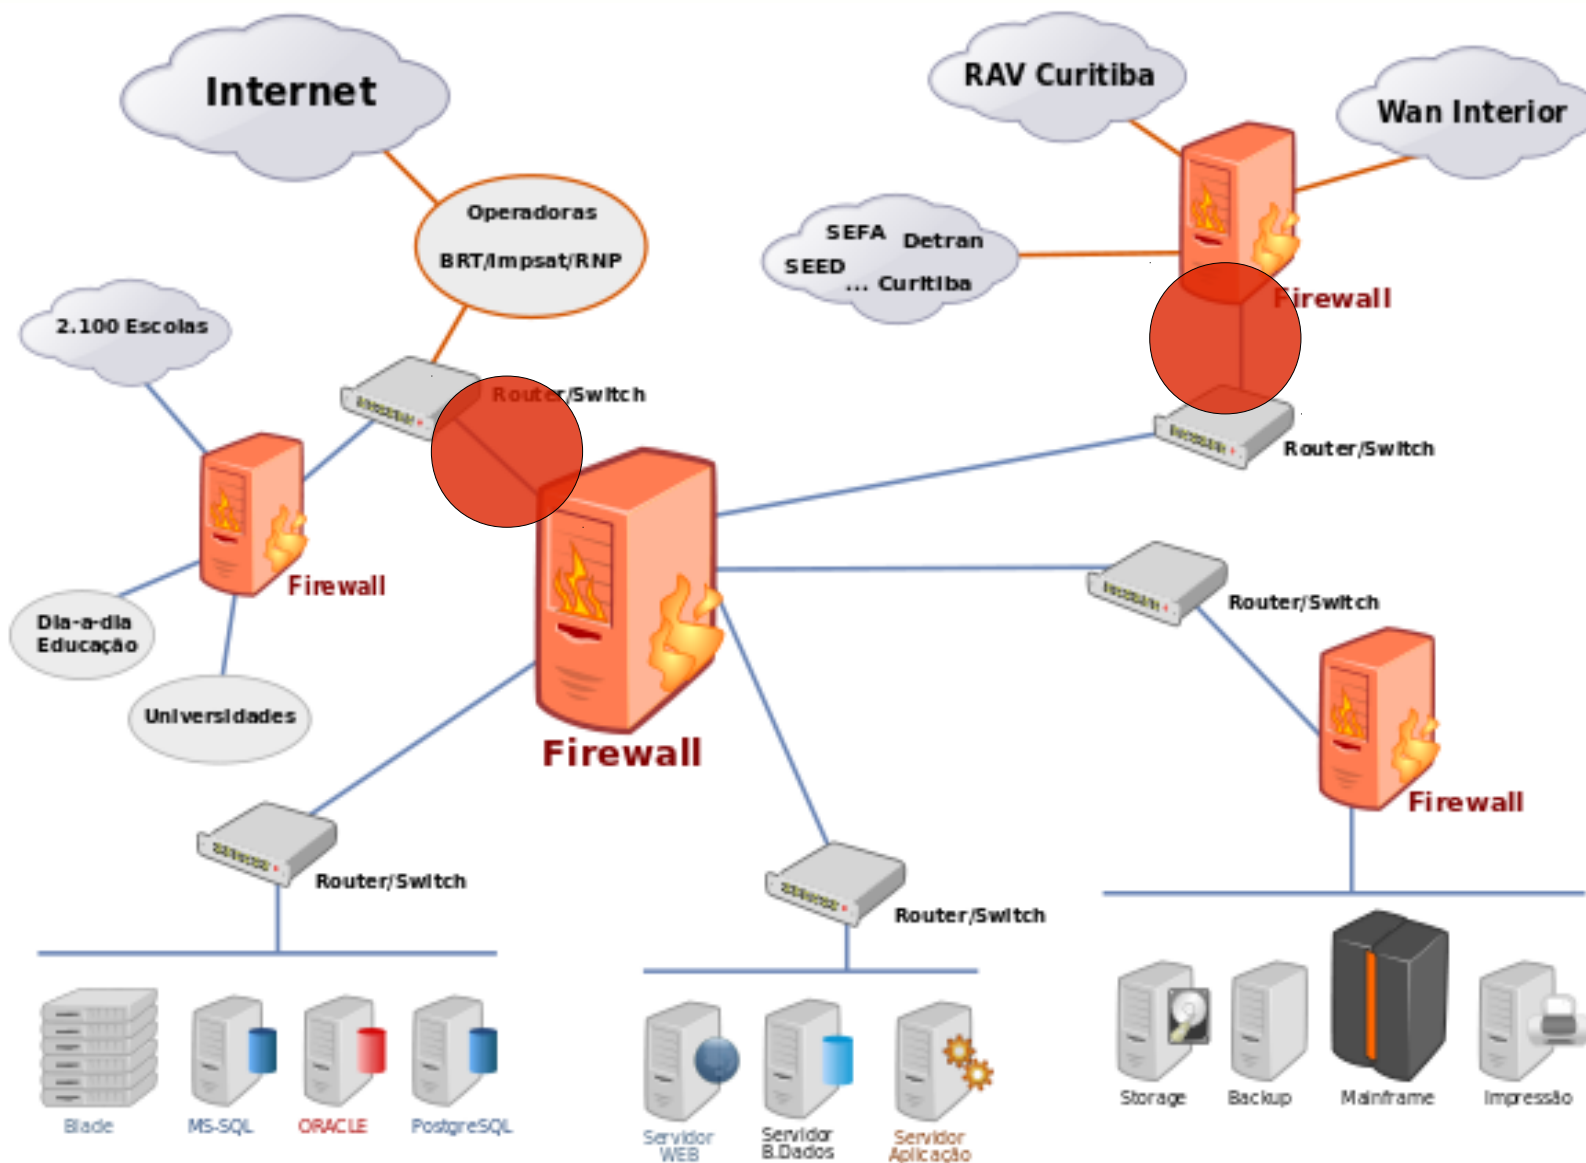 Internet
RAV Curitiba
Wan Interior
Operadoras
BRT/Impsat/RNP
SEFA
Detran
SEED
... Curitiba
Firewall
2.100 Escolas
Router/Switch
Router/Switch
Firewall
Router/Switch
Dia-a-dia
Educação
Universidades
Firewall
Firewall
Router/Switch
Router/Switch
Storage
Backup
Mainframe
Impressão
Blade
MS-SQL
ORACLE
PostgreSQL
Servidor
WEB
Servidor
B.Dados
Servidor
Aplicação